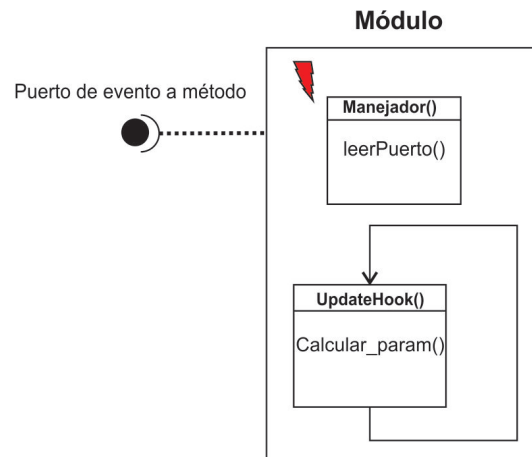 Módulo
Puerto de evento a método
Manejador()
leerPuerto()
UpdateHook()
Calcular_param()